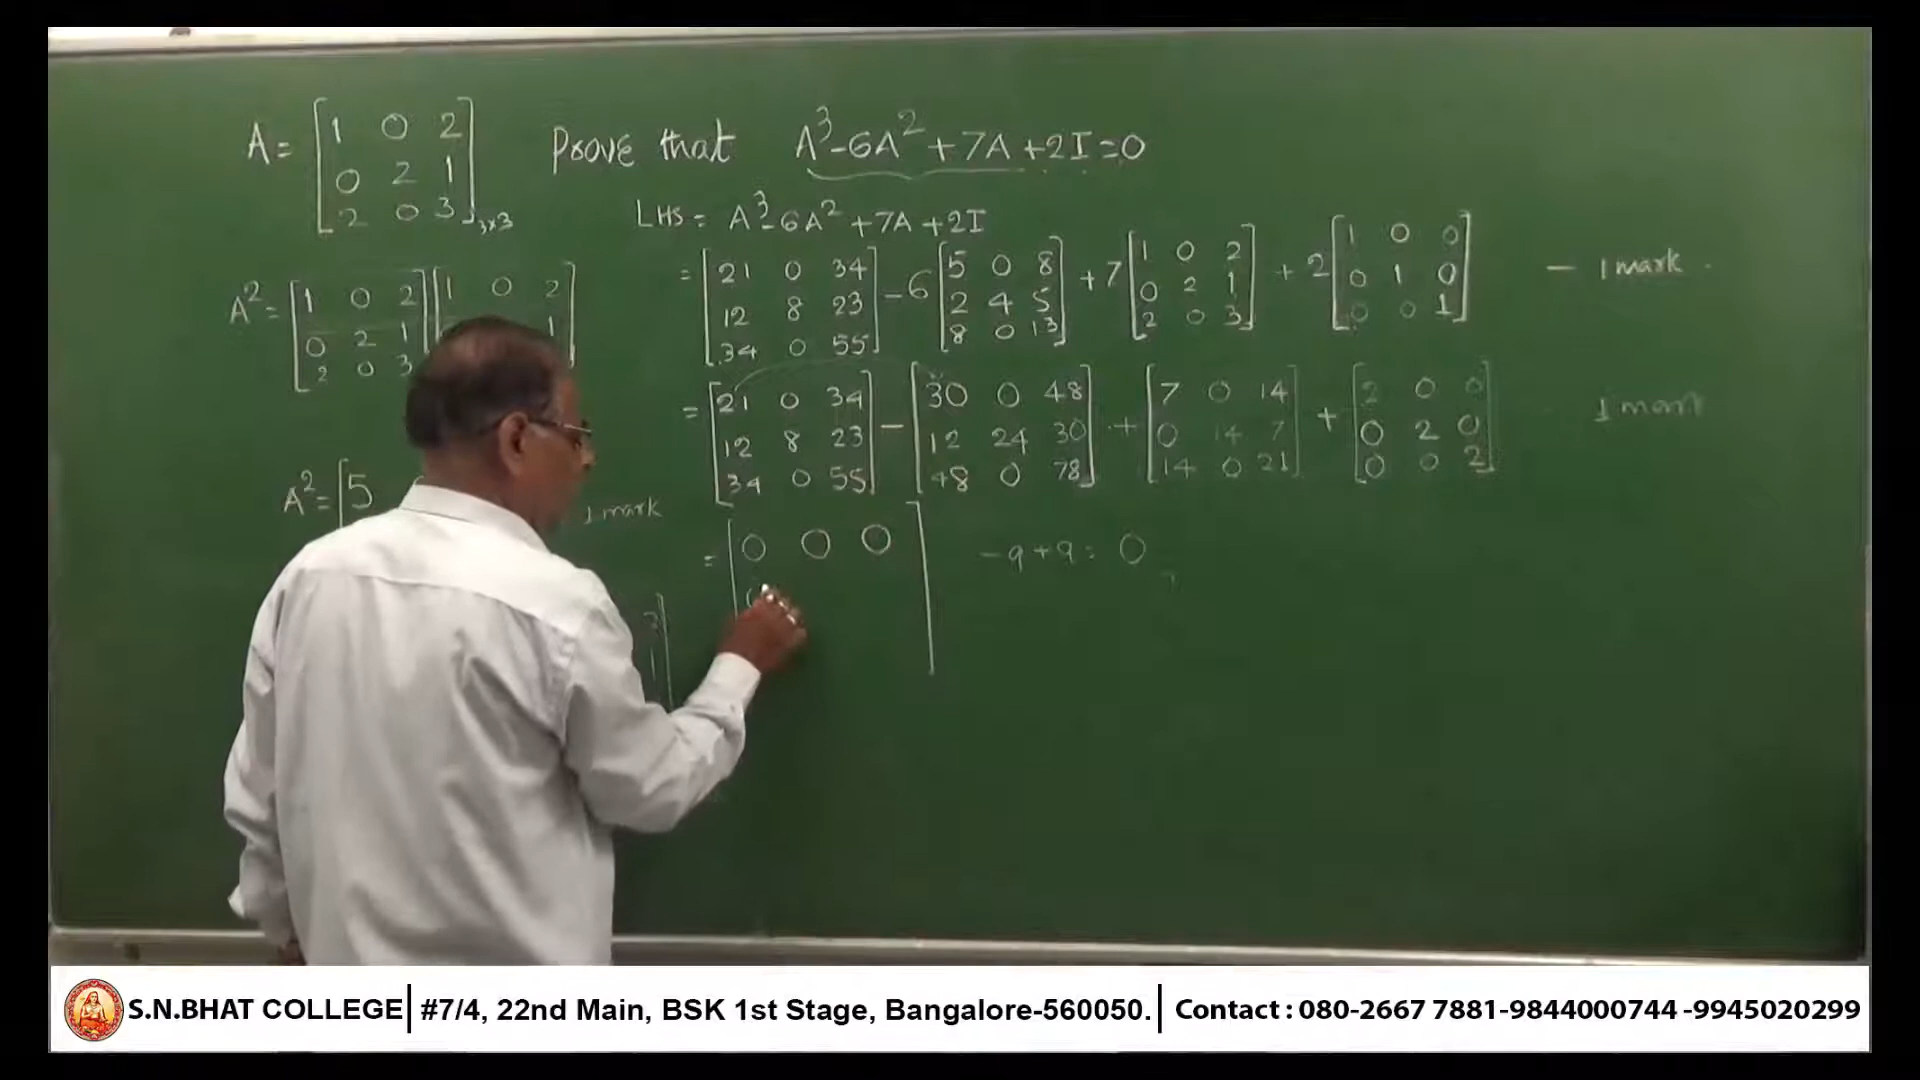 A = [1 0 2
0 2 1
2 0 3]3×3
Prove that A³-6A²+7A+2I=0
LHS = A³-6A²+7A+2I
A² = [1 0 2 [1 0 2
0 2 1 1
2 0 3
= [21 0 34 - 6 [5 0 8 + 7 [1 0 2 + 2 [1 0 0 - 1 mark
12 8 23 2 4 5 0 2 1 0 1 0
34 0 55] 8 0 13] 2 0 3] 0 0 1]
= [21 0 34 - [30 0 48 + [7 0 14 + [2 0 0 1 mark
12 8 23 12 24 30 0 14 7 0 2 0
34 0 55] 48 0 78] 14 0 21] 0 0 2]
A² = [5
1 mark
= [0 0 0 -9+9= 0
S.N.BHAT COLLEGE #7/4, 22nd Main, BSK 1st Stage, Bangalore-560050. Contact : 080-2667 7881-9844000744 -9945020299